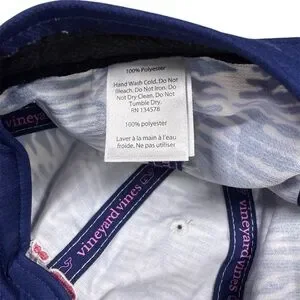 100% Polyester
Hand Wash Cold. Do Not
Bleach. Do Not Iron. Do
Not Dry Clean. Do Not
Tumble Dry.
RN 134578
100% polyester
Laver à la main à l'eau
froide. Ne pas utiliser
vineyard vines
vineyard vines
vineyard vines